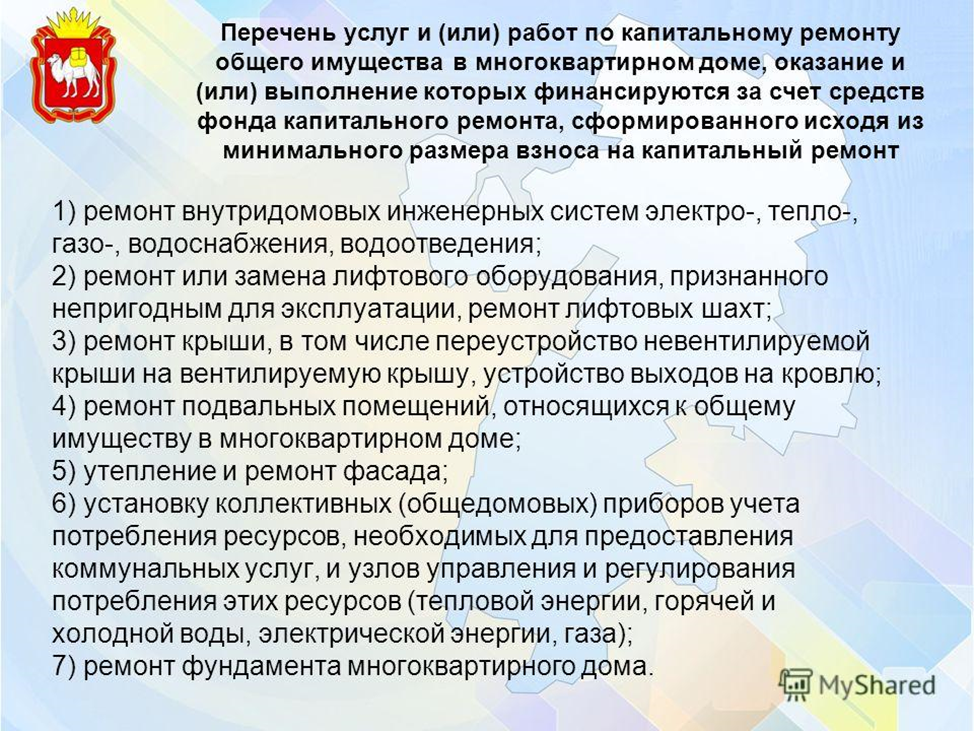 Перечень услуг и (или) работ по капитальному ремонту
общего имущества в многоквартирном доме, оказание и
(или) выполнение которых финансируются за счет средств
фонда капитального ремонта, сформированного исходя из
минимального размера взноса на капитальный ремонт
1) ремонт внутридомовых инженерных систем электро-, тепло-,
газо-, водоснабжения, водоотведения;
2) ремонт или замена лифтового оборудования, признанного
непригодным для эксплуатации, ремонт лифтовых шахт;
3) ремонт крыши, в том числе переустройство невентилируемой
крыши на вентилируемую крышу, устройство выходов на кровлю;
4) ремонт подвальных помещений, относящихся к общему
имуществу в многоквартирном доме;
5) утепление и ремонт фасада;
6) установку коллективных (общедомовых) приборов учета
потребления ресурсов, необходимых для предоставления
коммунальных услуг, и узлов управления и регулирования
потребления этих ресурсов (тепловой энергии, горячей и
холодной воды, электрической энергии, газа);
7) ремонт фундамента многоквартирного дома.
MyShared